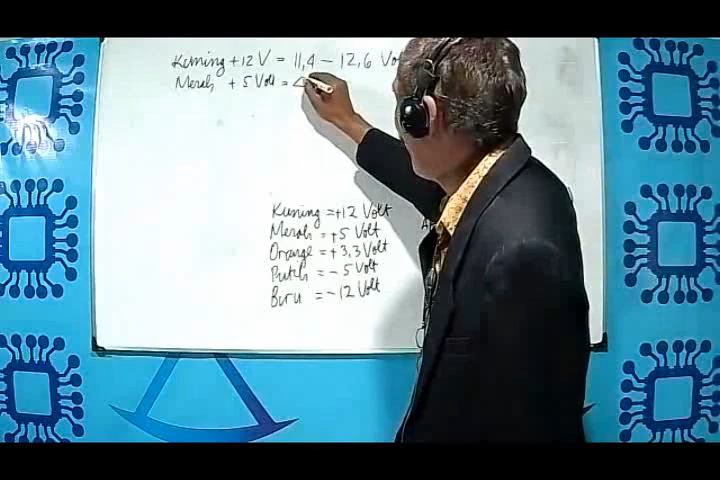 Kuning +12 V = 11,4 - 12,6 Vo
Merah + 5 Volt =
Kuning = +12 Volt
Merah = +5 Volt
Orange = + 3,3 Volt
Putih = - 5 Volt
Biru = - 12 Volt